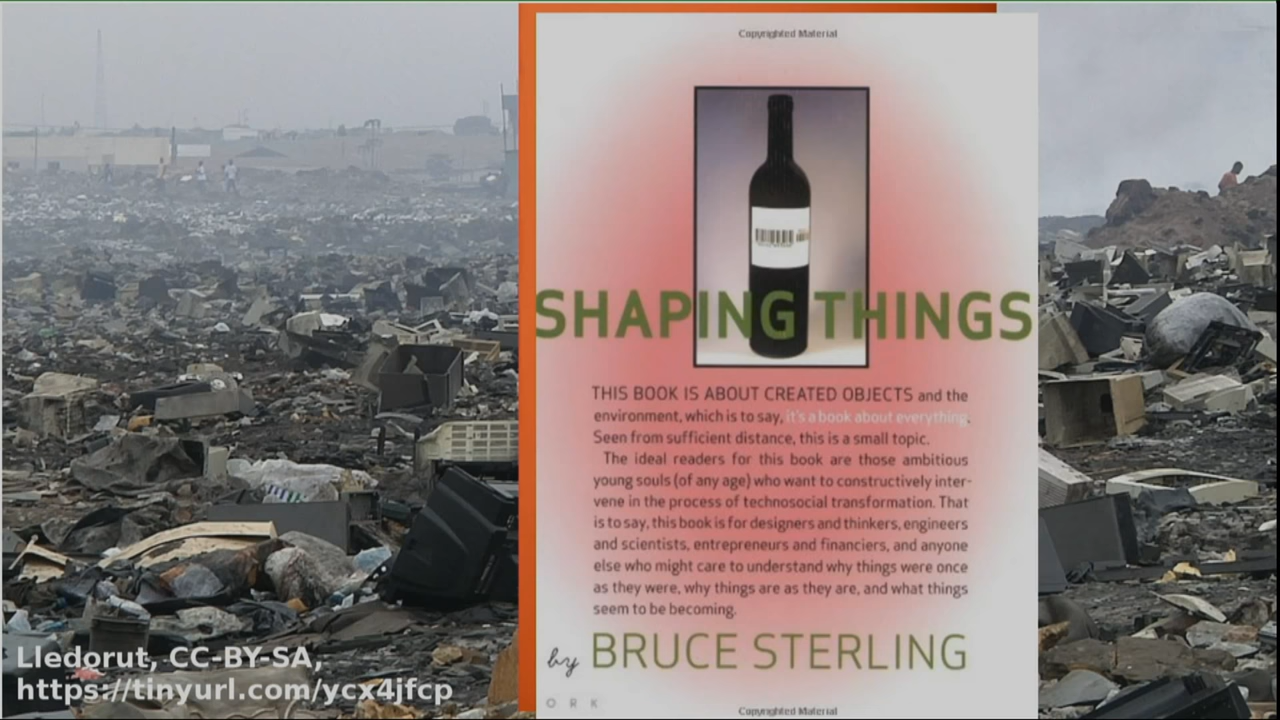 Copyrighted Material
SHAPING THINGS
THIS BOOK IS ABOUT CREATED OBJECTS and the
environment, which is to say, it's a book about everything.
Seen from sufficient distance, this is a small topic.
The ideal readers for this book are those ambitious
young souls (of any age) who want to constructively inter-
vene in the process of technosocial transformation. That
is to say, this book is for designers and thinkers, engineers
and scientists, entrepreneurs and financiers, and anyone
else who might care to understand why things were once
as they were, why things are as they are, and what things
seem to be becoming.
by BRUCE STERLING
O R K
Copyrighted Material
Lledorut, CC-BY-SA,
https://tinyurl.com/ycx4jfcp